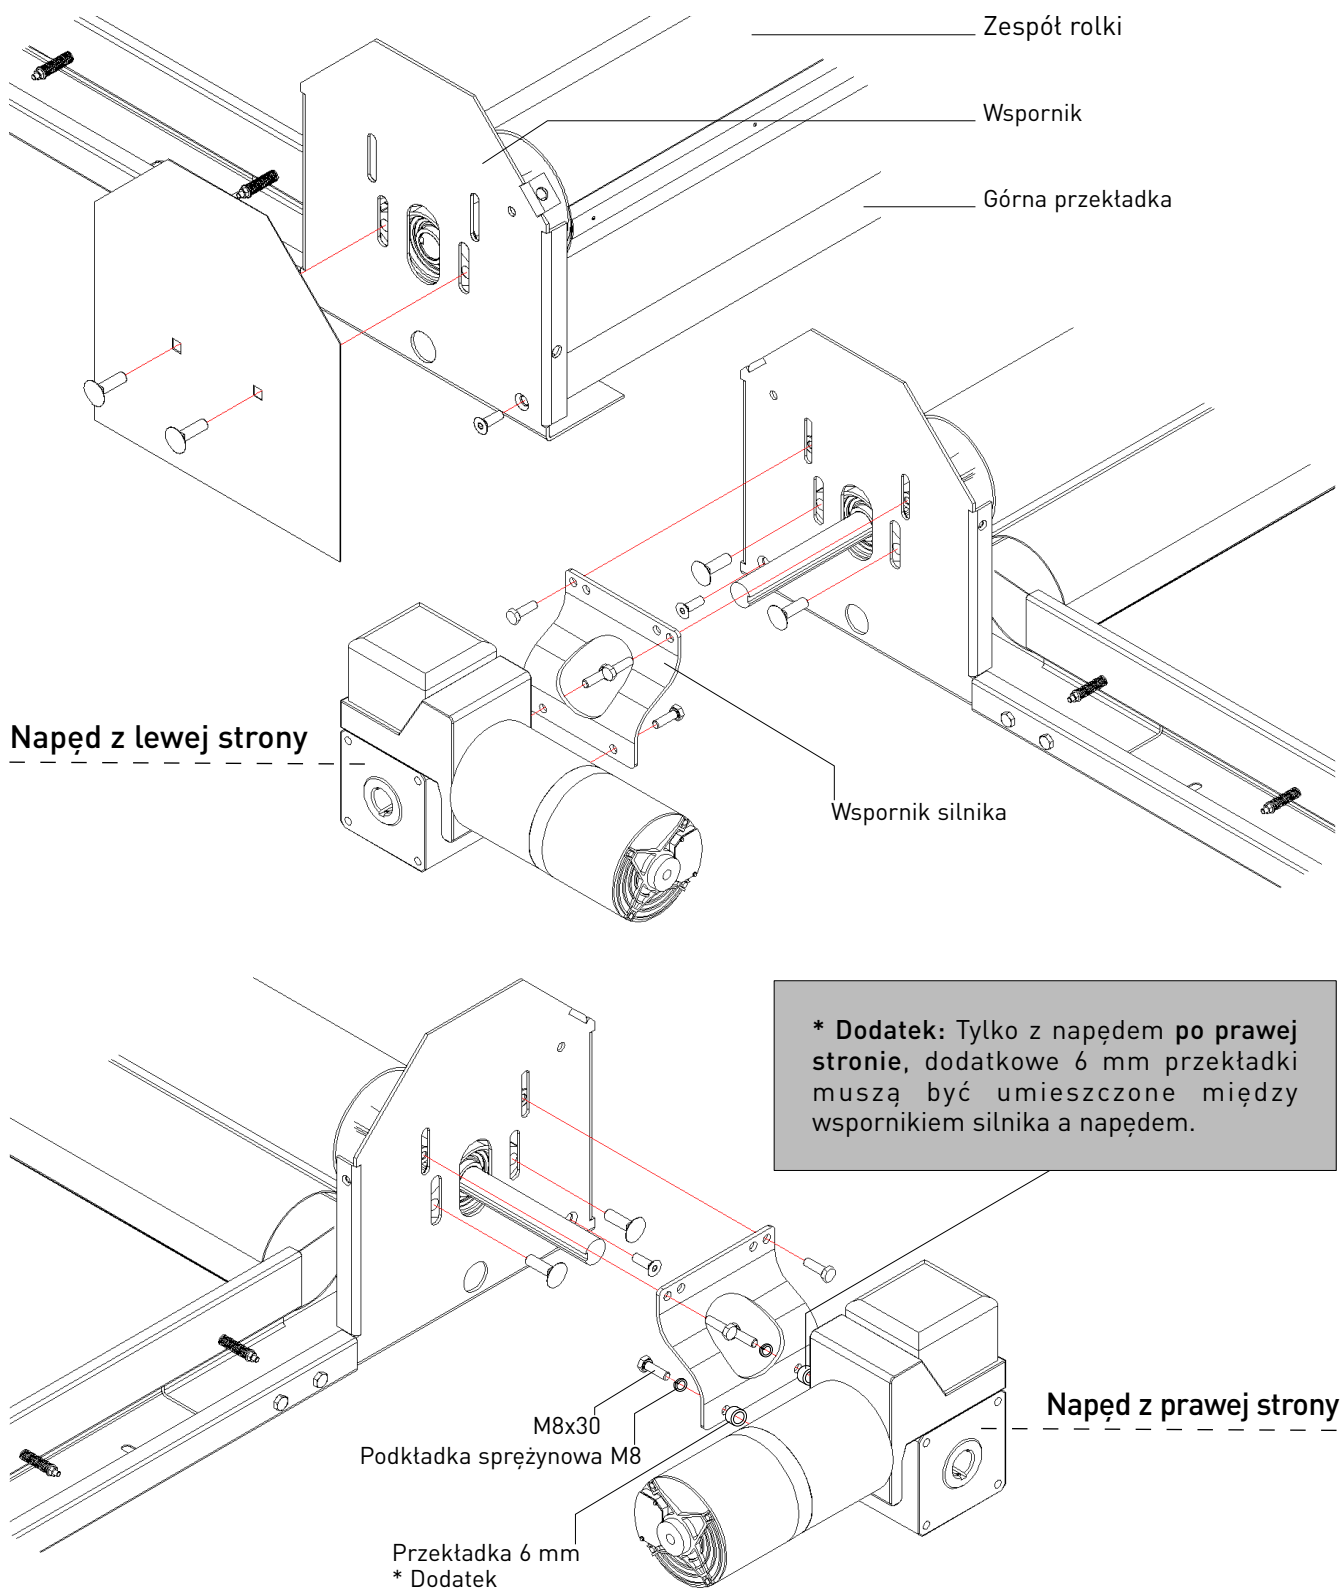 Zespół rolki
Wspornik
Górna przekładka
Napęd z lewej strony
Wspornik silnika
* Dodatek: Tylko z napędem po prawej
stronie, dodatkowe 6 mm przekładki
muszą być umieszczone między
wspornikiem silnika a napędem.
Napęd z prawej strony
M8x30
Podkładka sprężynowa M8
Przekładka 6 mm
* Dodatek